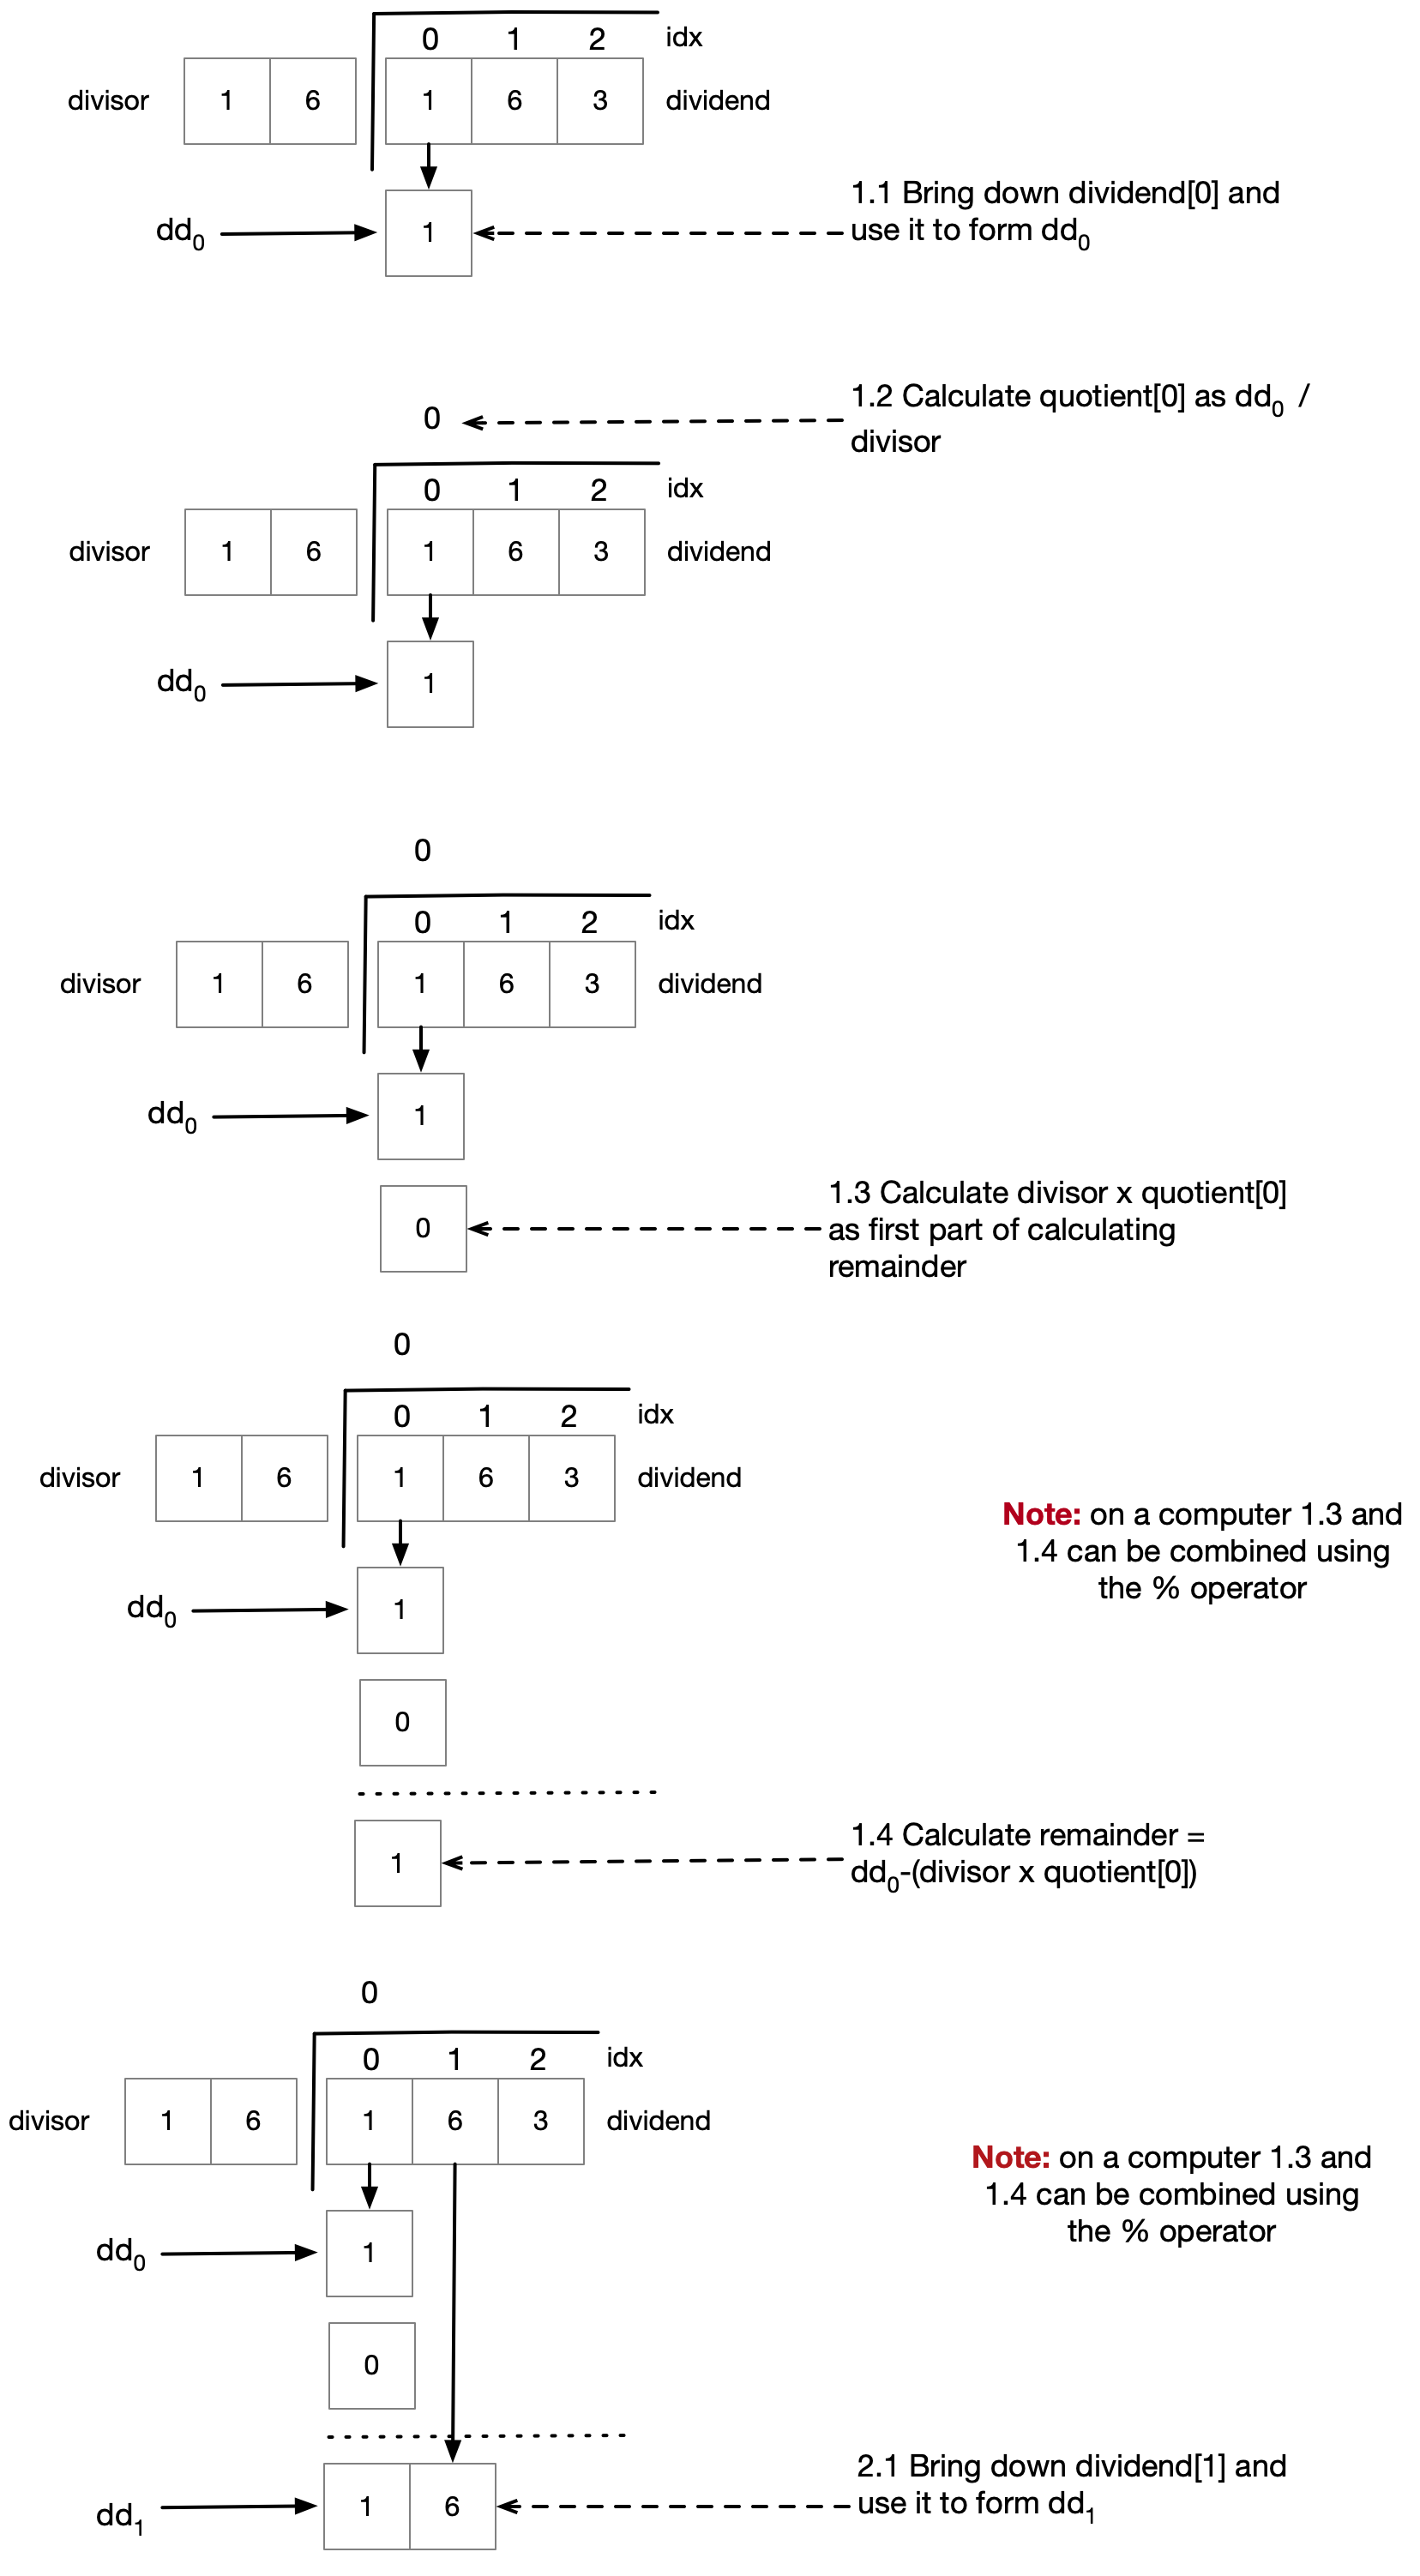 0 1 2 idx
divisor 1 6 1 6 3 dividend
1.1 Bring down dividend[0] and
use it to form dd0
dd0 1
1.2 Calculate quotient[0] as dd0 /
divisor
0
0 1 2 idx
divisor 1 6 1 6 3 dividend
dd0 1
0
0 1 2 idx
divisor 1 6 1 6 3 dividend
dd0 1
0
1.3 Calculate divisor x quotient[0]
as first part of calculating
remainder
0
0 1 2 idx
divisor 1 6 1 6 3 dividend
Note: on a computer 1.3 and
1.4 can be combined using
the % operator
dd0 1
0
1
1.4 Calculate remainder =
dd0-(divisor x quotient[0])
0
0 1 2 idx
divisor 1 6 1 6 3 dividend
Note: on a computer 1.3 and
1.4 can be combined using
the % operator
dd0 1
0
2.1 Bring down dividend[1] and
use it to form dd1
dd1 1 6